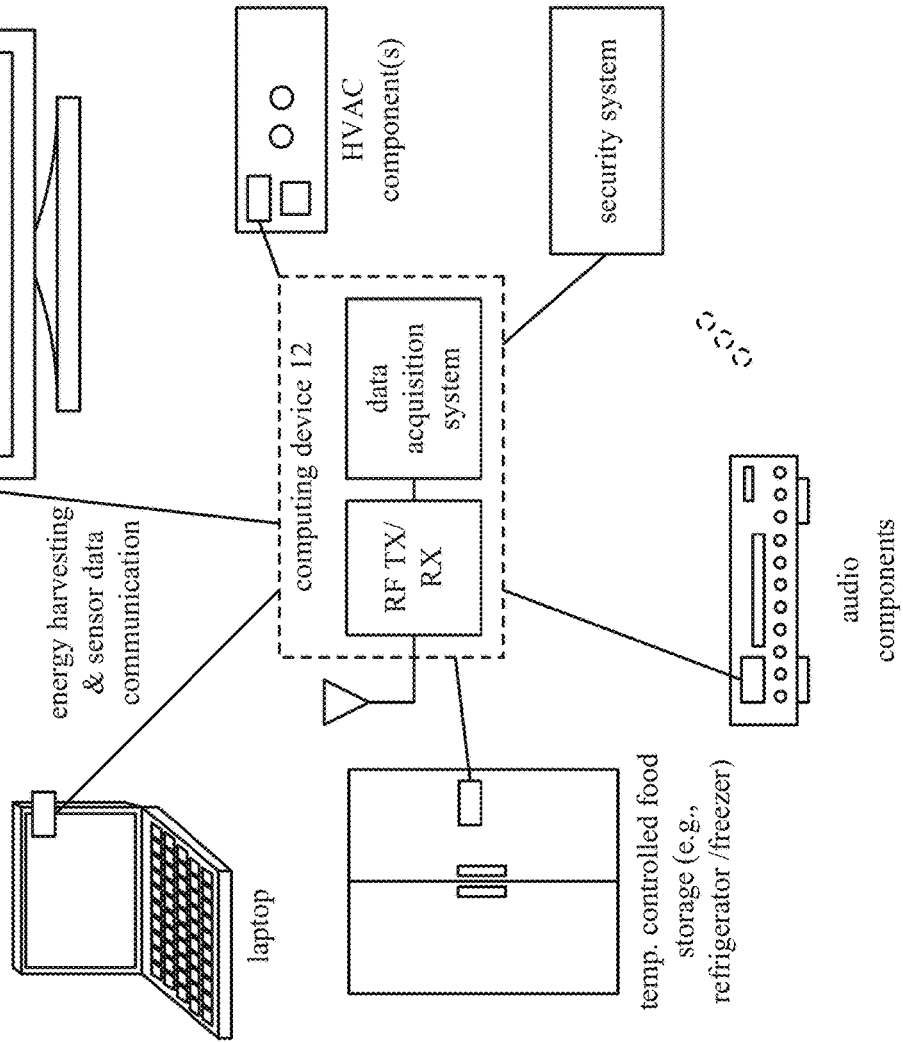 energy harvesting
& sensor data
communication
laptop
computing device 12
RF TX/
RX
data
acquisition
system
HVAC
component(s)
security system
temp. controlled food
storage (e.g.,
refrigerator /freezer)
audio
components